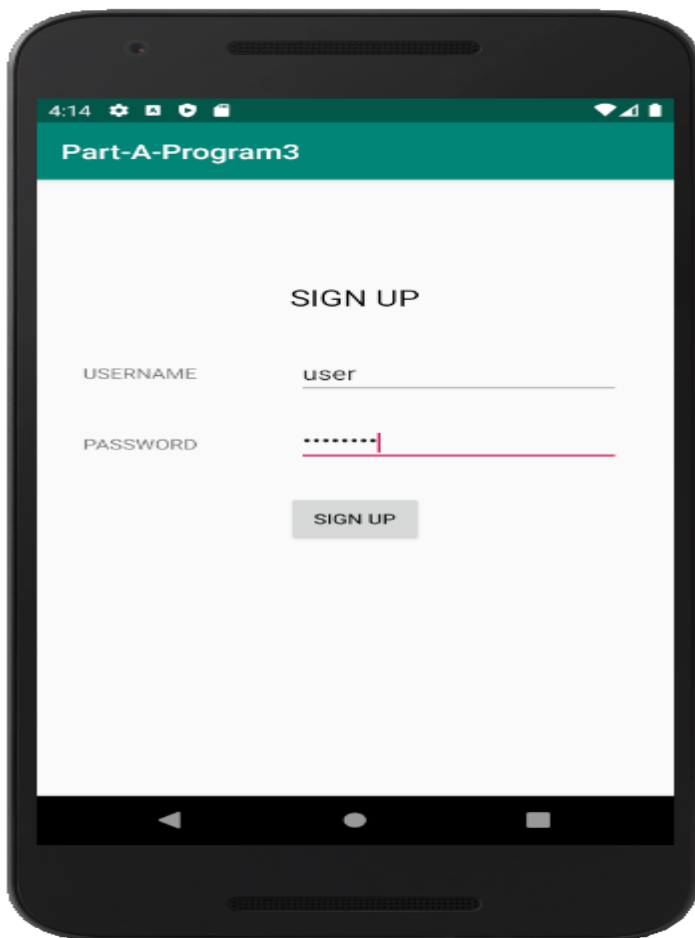 4:14
Part-A-Program3
SIGN UP
USERNAME user
PASSWORD ••••••••
SIGN UP